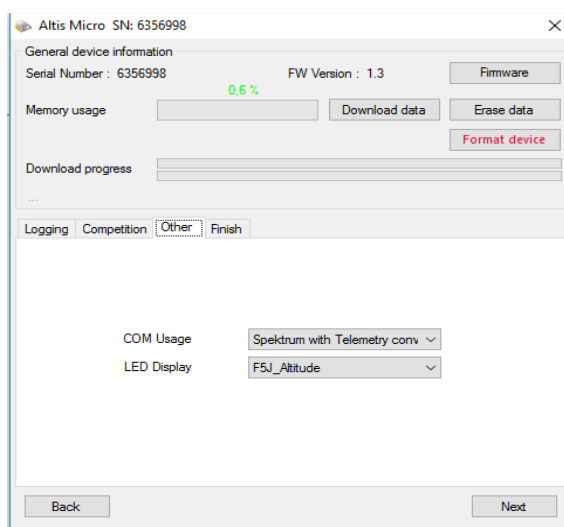 Altis Micro SN: 6356998
General device information
Serial Number : 6356998 FW Version : 1.3 Firmware
0.6 %
Memory usage Download data Erase data
Format device
Download progress
...
Logging Competition Other Finish
COM Usage Spektrum with Telemetry conv
LED Display F5J_Altitude
Back Next